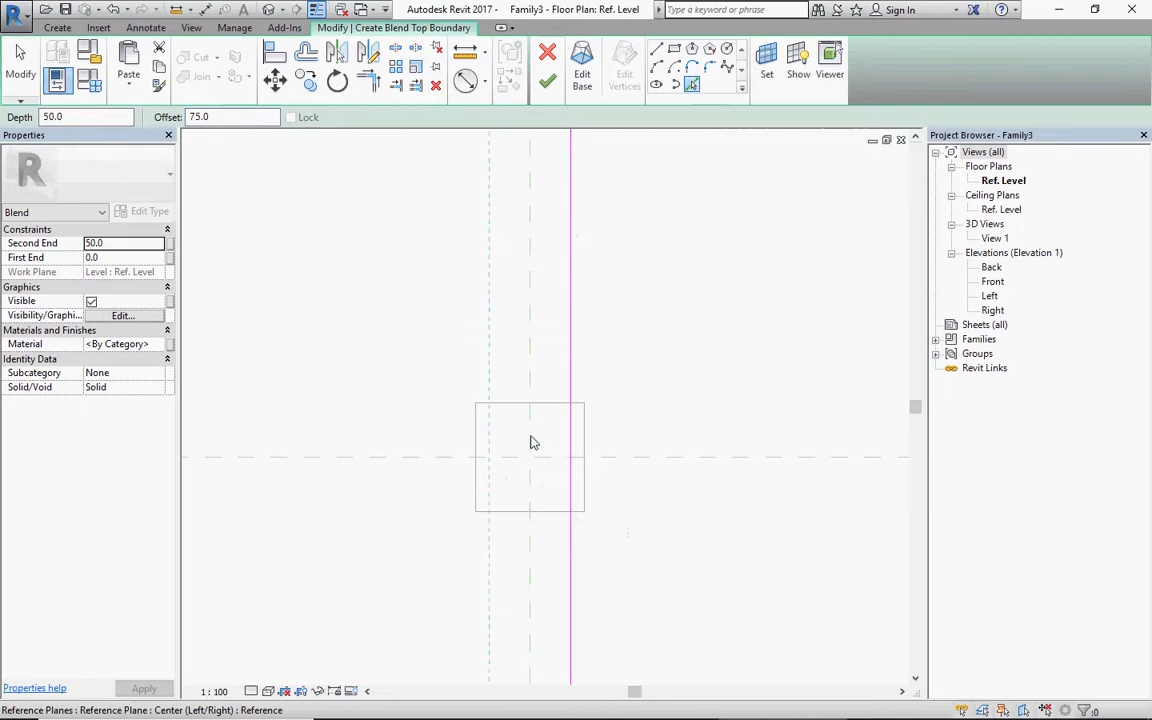 Autodesk Revit 2017 - Family3 - Floor Plan: Ref. Level
Type a keyword or phrase
Sign In
Create Insert Annotate View Manage Add-Ins Modify | Create Blend Top Boundary
Modify
Paste
Cut
Join
Edit Base
Edit Vertices
Set
Show
Viewer
Depth 50.0 Offset: 75.0 Lock
Properties
R
Blend
Edit Type
Constraints
Second End 50.0
First End 0.0
Work Plane Level : Ref. Level
Graphics
Visible
Visibility/Graphi... Edit...
Materials and Finishes
Material <By Category>
Identity Data
Subcategory None
Solid/Void Solid
Properties help
Apply
Project Browser - Family3
Views (all)
Floor Plans
Ref. Level
Ceiling Plans
Ref. Level
3D Views
View 1
Elevations (Elevation 1)
Back
Front
Left
Right
Sheets (all)
Families
Groups
Revit Links
1 : 100
Reference Planes : Reference Plane : Center (Left/Right) : Reference
:0